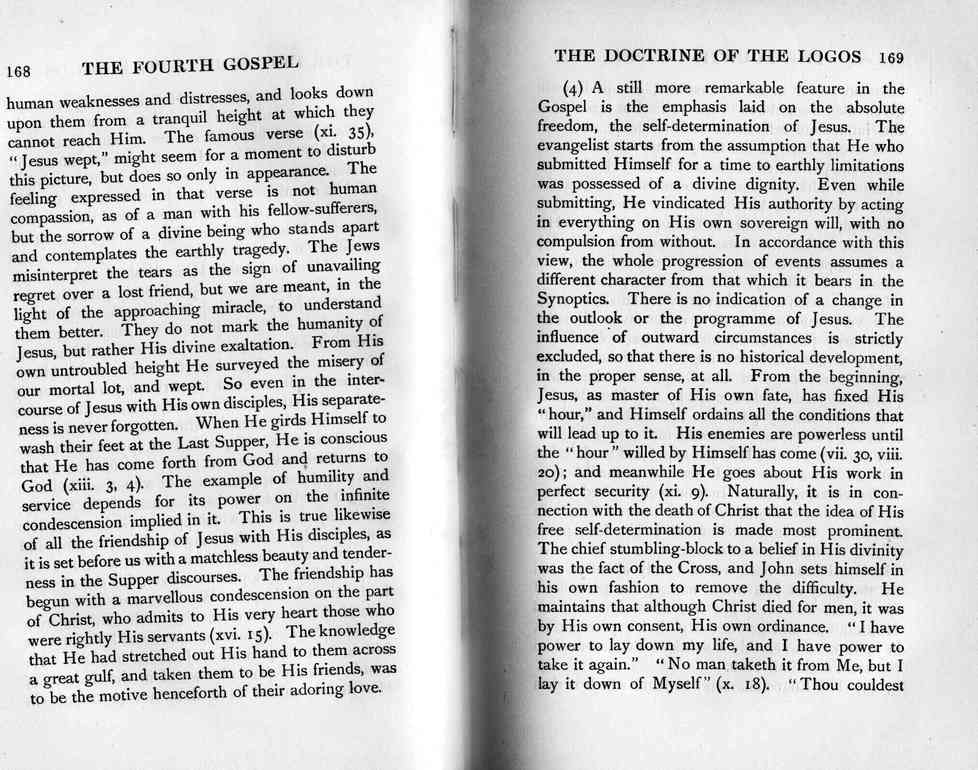 168 THE FOURTH GOSPEL
human weaknesses and distresses, and looks down
upon them from a tranquil height at which they
cannot reach Him. The famous verse (xi. 35),
“Jesus wept,” might seem for a moment to disturb
this picture, but does so only in appearance. The
feeling expressed in that verse is not human
compassion, as of a man with his fellow-sufferers,
but the sorrow of a divine being who stands apart
and contemplates the earthly tragedy. The Jews
misinterpret the tears as the sign of unavailing
regret over a lost friend, but we are meant, in the
light of the approaching miracle, to understand
them better. They do not mark the humanity of
Jesus, but rather His divine exaltation. From His
own untroubled height He surveyed the misery of
our mortal lot, and wept. So even in the inter-
course of Jesus with His own disciples, His separate-
ness is never forgotten. When He girds Himself to
wash their feet at the Last Supper, He is conscious
that He has come forth from God and returns to
God (xiii. 3, 4). The example of humility and
service depends for its power on the infinite
condescension implied in it. This is true likewise
of all the friendship of Jesus with His disciples, as
it is set before us with a matchless beauty and tender-
ness in the Supper discourses. The friendship has
begun with a marvellous condescension on the part
of Christ, who admits to His very heart those who
were rightly His servants (xvi. 15). The knowledge
that He had stretched out His hand to them across
a great gulf, and taken them to be His friends, was
to be the motive henceforth of their adoring love.
THE DOCTRINE OF THE LOGOS 169
(4) A still more remarkable feature in the
Gospel is the emphasis laid on the absolute
freedom, the self-determination of Jesus. The
evangelist starts from the assumption that He who
submitted Himself for a time to earthly limitations
was possessed of a divine dignity. Even while
submitting, He vindicated His authority by acting
in everything on His own sovereign will, with no
compulsion from without. In accordance with this
view, the whole progression of events assumes a
different character from that which it bears in the
Synoptics. There is no indication of a change in
the outlook or the programme of Jesus. The
influence of outward circumstances is strictly
excluded, so that there is no historical development,
in the proper sense, at all. From the beginning,
Jesus, as master of His own fate, has fixed His
“hour,” and Himself ordains all the conditions that
will lead up to it. His enemies are powerless until
the “hour” willed by Himself has come (vii. 30, viii.
20); and meanwhile He goes about His work in
perfect security (xi. 9). Naturally, it is in con-
nection with the death of Christ that the idea of His
free self-determination is made most prominent.
The chief stumbling-block to a belief in His divinity
was the fact of the Cross, and John sets himself in
his own fashion to remove the difficulty. He
maintains that although Christ died for men, it was
by His own consent, His own ordinance. “I have
power to lay down my life, and I have power to
take it again.” “No man taketh it from Me, but I
lay it down of Myself” (x. 18). “Thou couldest